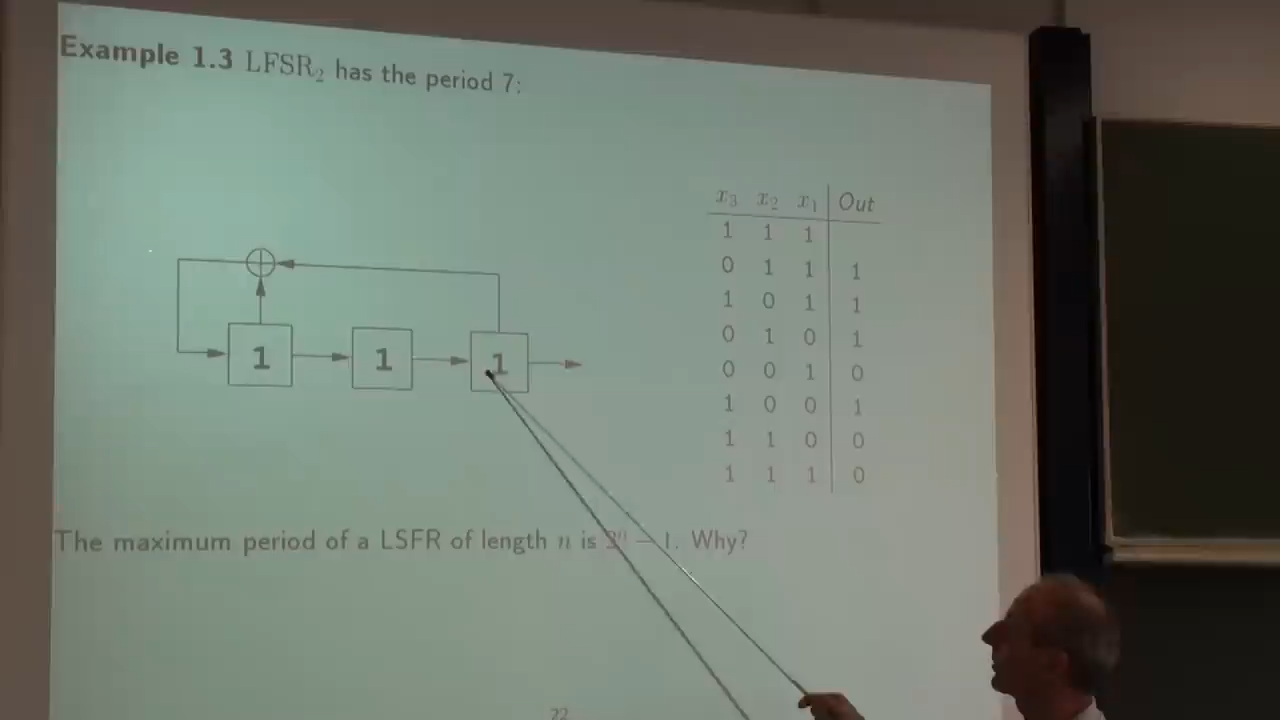 Example 1.3 LFSR₂ has the period 7:
x₃ x₂ x₁ Out
1 1 1
0 1 1 1
1 0 1 1
0 1 0 1
0 0 1 0
1 0 0 1
1 1 0 0
1 1 1 0
1 1 1
The maximum period of a LSFR of length n is 2ⁿ − 1. Why?
22